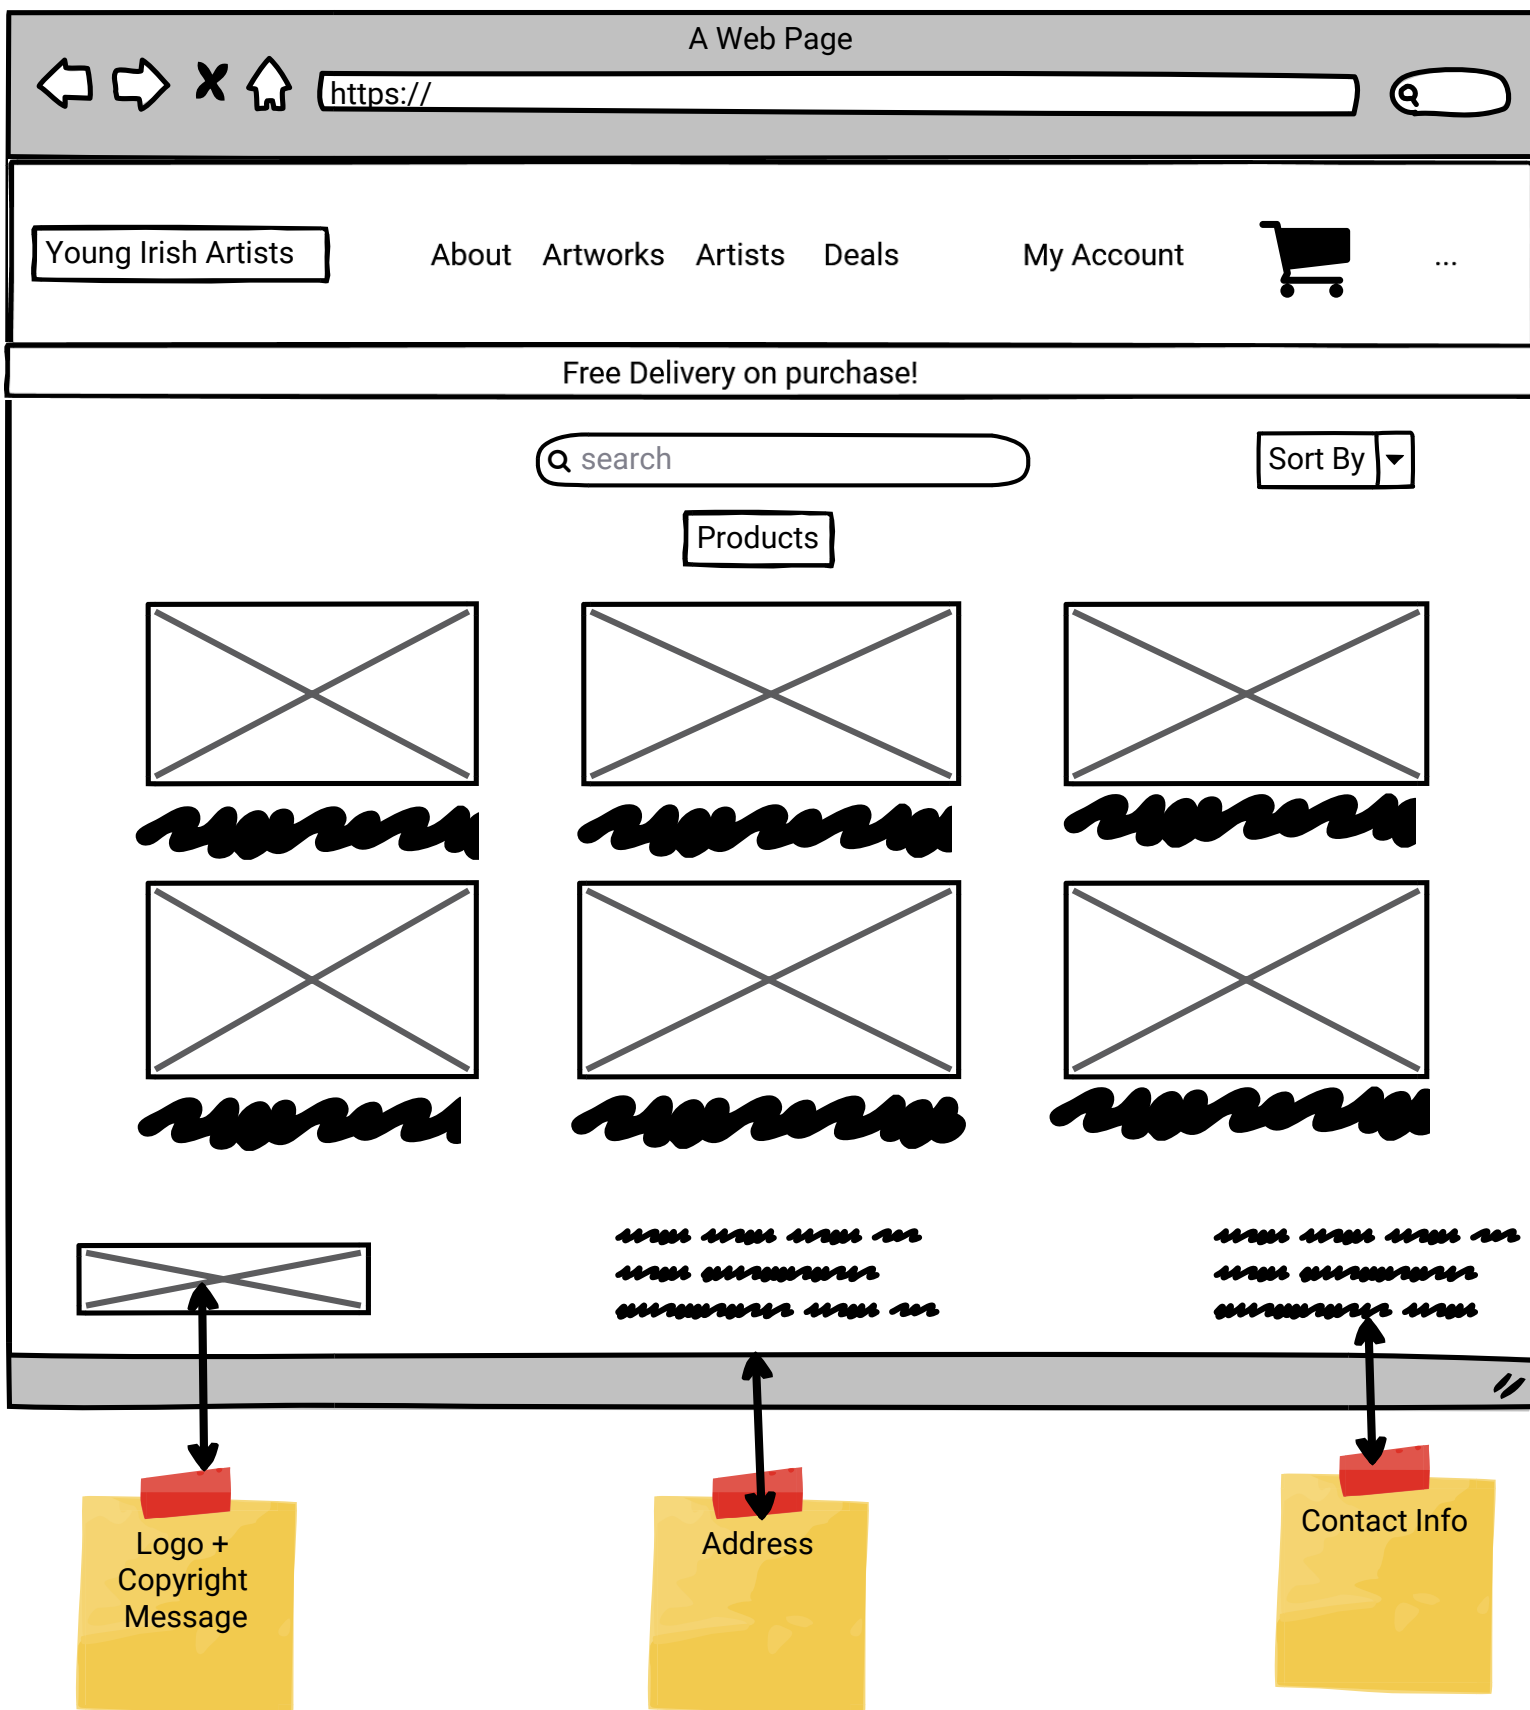 A Web Page
https://
Young Irish Artists
About Artworks Artists Deals My Account ...
Free Delivery on purchase!
search
Sort By
Products
Logo +
Copyright
Message
Address
Contact Info